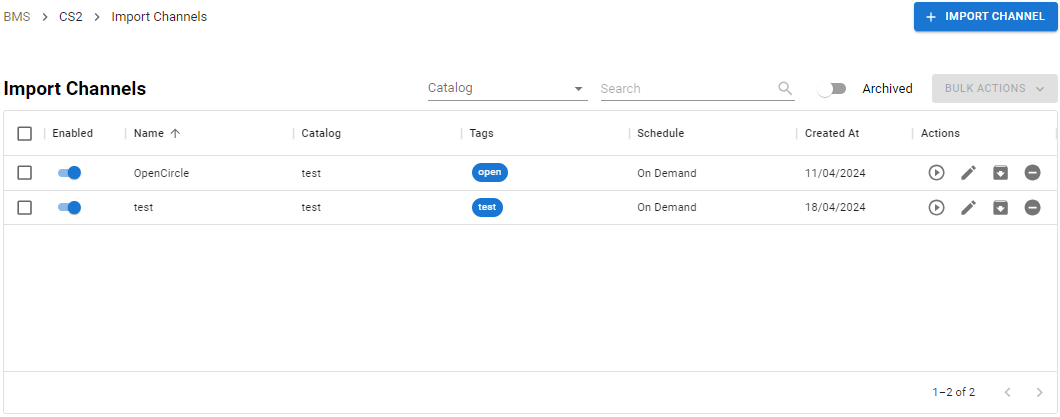 BMS > CS2 > Import Channels
+ IMPORT CHANNEL
Import Channels
Catalog
Search
Archived
BULK ACTIONS
Enabled Name ↑ Catalog Tags Schedule Created At Actions
OpenCircle test open On Demand 11/04/2024
test test test On Demand 18/04/2024
1–2 of 2